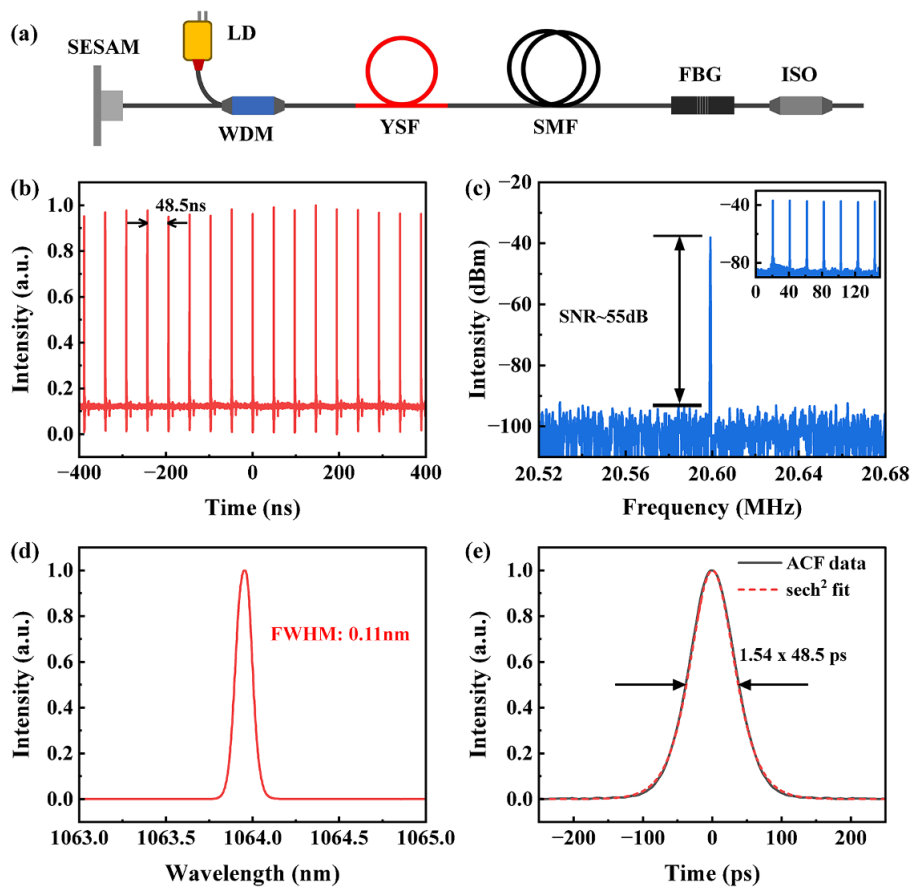 (a)
SESAM
LD
WDM
YSF
SMF
FBG
ISO
(b)
48.5ns
Intensity (a.u.)
1.0
0.8
0.6
0.4
0.2
0.0
−400
−200
0
200
400
Time (ns)
(c)
SNR~55dB
Intensity (dBm)
−20
−40
−60
−80
−100
20.52
20.56
20.60
20.64
20.68
Frequency (MHz)
−40
−80
0
40
80
120
(d)
FWHM: 0.11nm
Intensity (a.u.)
1.0
0.8
0.6
0.4
0.2
0.0
1063.0
1063.5
1064.0
1064.5
1065.0
Wavelength (nm)
(e)
ACF data
sech² fit
1.54 x 48.5 ps
Intensity (a.u.)
1.0
0.8
0.6
0.4
0.2
0.0
−200
−100
0
100
200
Time (ps)